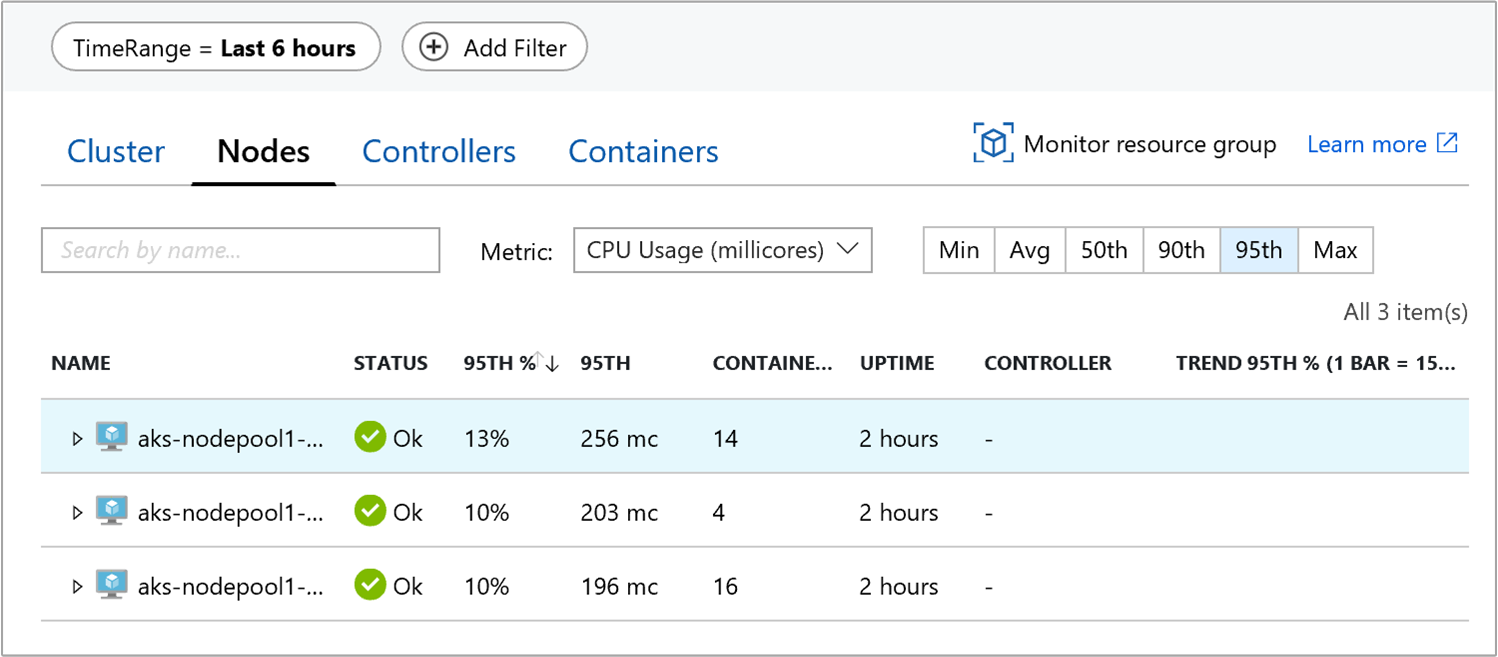 TimeRange = Last 6 hours Add Filter
Cluster Nodes Controllers Containers Monitor resource group Learn more
Search by name... Metric: CPU Usage (millicores) Min Avg 50th 90th 95th Max
All 3 item(s)
NAME STATUS 95TH % 95TH CONTAINE... UPTIME CONTROLLER TREND 95TH % (1 BAR = 15...
aks-nodepool1-... Ok 13% 256 mc 14 2 hours -
aks-nodepool1-... Ok 10% 203 mc 4 2 hours -
aks-nodepool1-... Ok 10% 196 mc 16 2 hours -